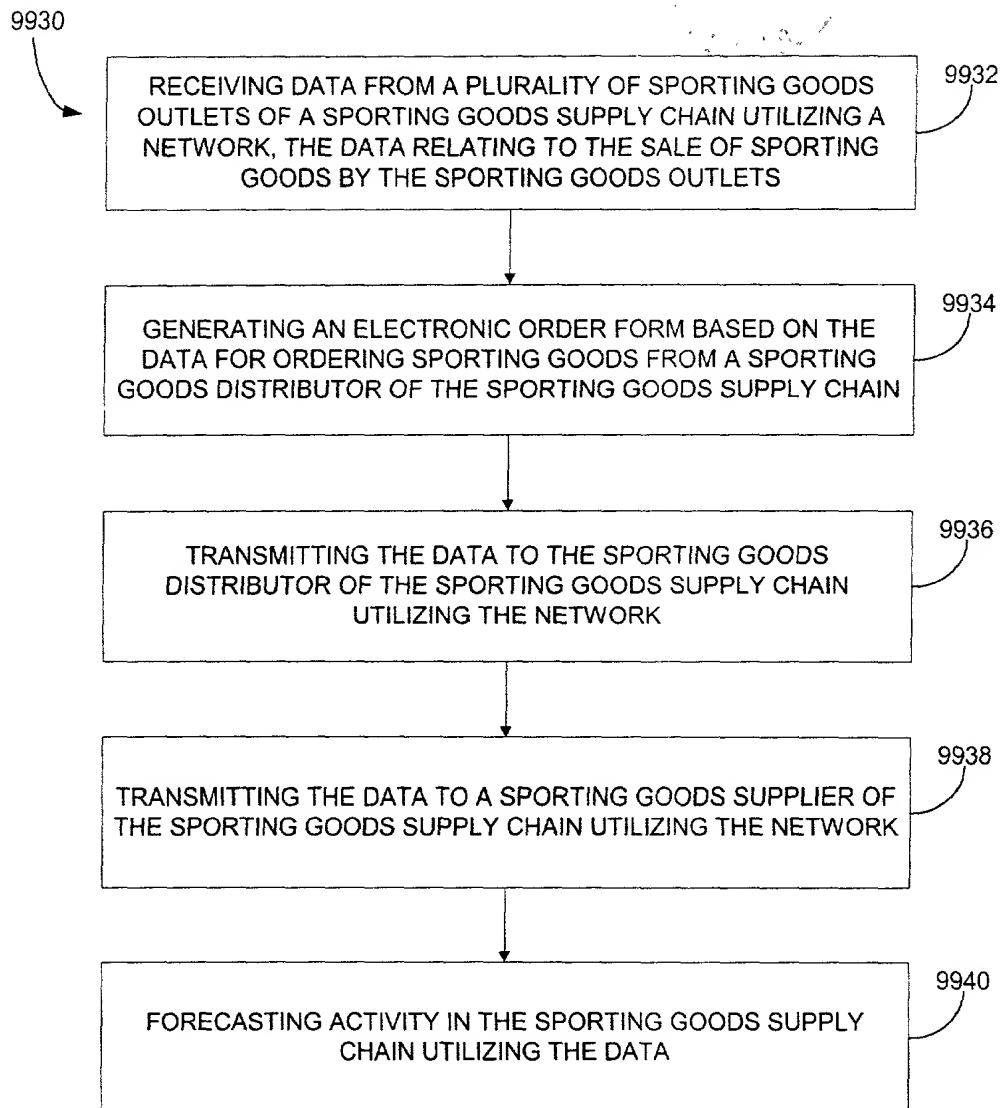 9930
9932
RECEIVING DATA FROM A PLURALITY OF SPORTING GOODS
OUTLETS OF A SPORTING GOODS SUPPLY CHAIN UTILIZING A
NETWORK, THE DATA RELATING TO THE SALE OF SPORTING
GOODS BY THE SPORTING GOODS OUTLETS
9934
GENERATING AN ELECTRONIC ORDER FORM BASED ON THE
DATA FOR ORDERING SPORTING GOODS FROM A SPORTING
GOODS DISTRIBUTOR OF THE SPORTING GOODS SUPPLY CHAIN
9936
TRANSMITTING THE DATA TO THE SPORTING GOODS
DISTRIBUTOR OF THE SPORTING GOODS SUPPLY CHAIN
UTILIZING THE NETWORK
9938
TRANSMITTING THE DATA TO A SPORTING GOODS SUPPLIER OF
THE SPORTING GOODS SUPPLY CHAIN UTILIZING THE NETWORK
9940
FORECASTING ACTIVITY IN THE SPORTING GOODS SUPPLY
CHAIN UTILIZING THE DATA